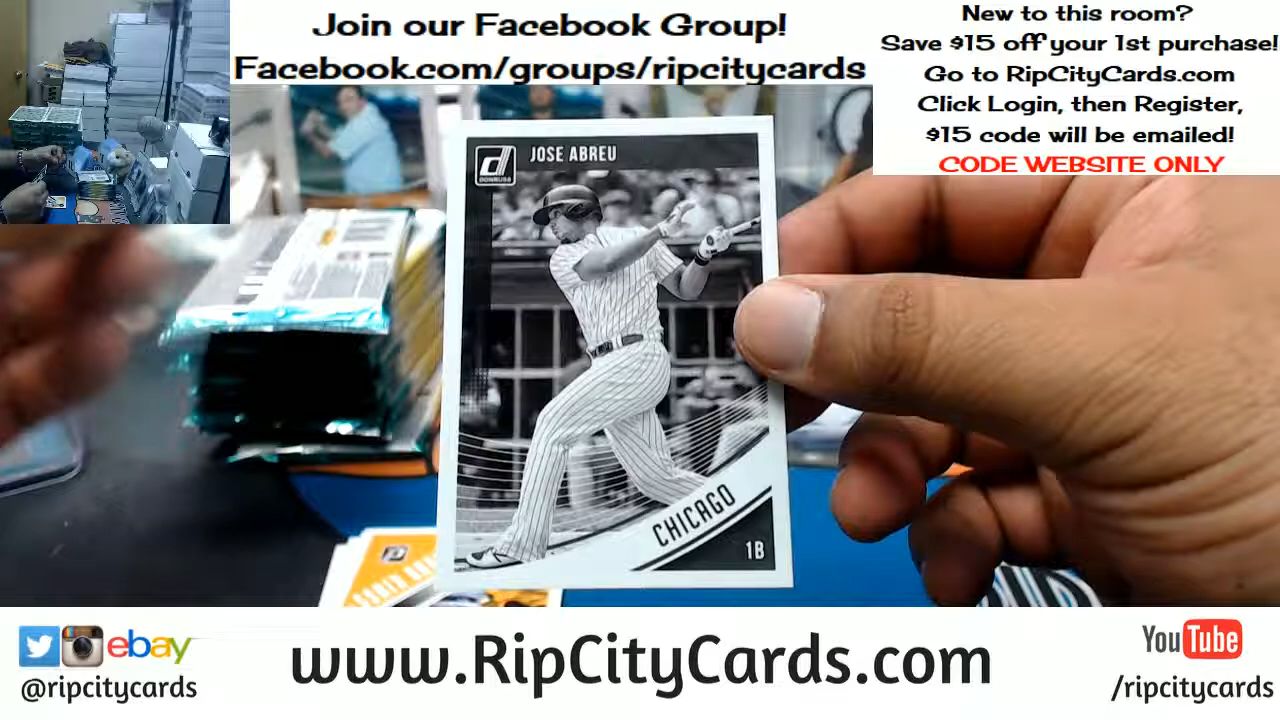 Join our Facebook Group!
Facebook.com/groups/ripcitycards
New to this room?
Save $15 off your 1st purchase!
Go to RipCityCards.com
Click Login, then Register,
$15 code will be emailed!
CODE WEBSITE ONLY
JOSE ABREU
DONRUSS
CHICAGO
1B
ebay
@ripcitycards
www.RipCityCards.com
YouTube
/ripcitycards